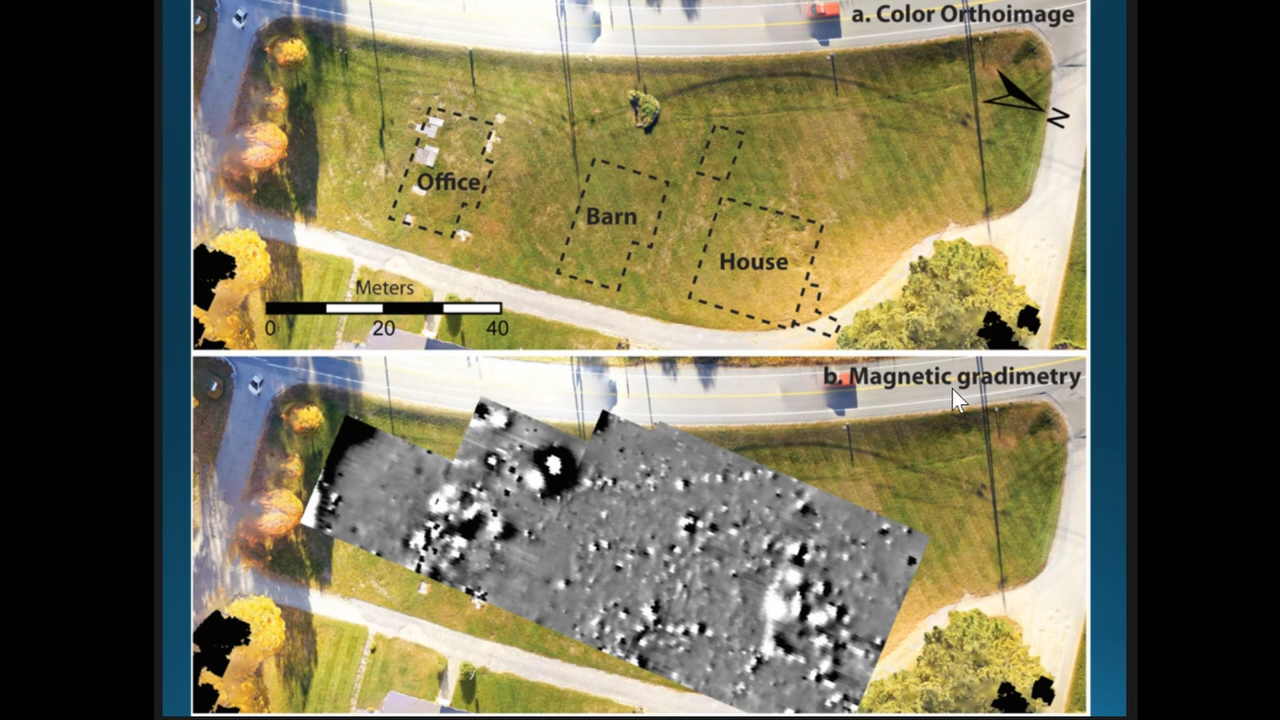 a. Color Orthoimage
N
Office
Barn
House
Meters
0 20 40
b. Magnetic gradimetry